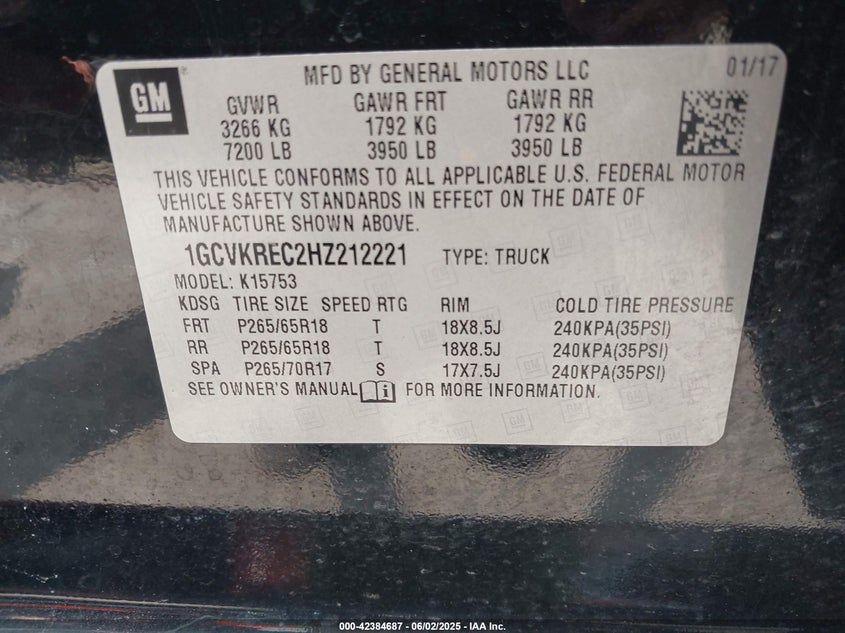 GM
MFD BY GENERAL MOTORS LLC
01/17
GVWR GAWR FRT GAWR RR
3266 KG 1792 KG 1792 KG
7200 LB 3950 LB 3950 LB
THIS VEHICLE CONFORMS TO ALL APPLICABLE U.S. FEDERAL MOTOR
VEHICLE SAFETY STANDARDS IN EFFECT ON THE DATE OF
MANUFACTURE SHOWN ABOVE.
1GCVKREC2HZ212221 TYPE: TRUCK
MODEL: K15753
KDSG TIRE SIZE SPEED RTG RIM COLD TIRE PRESSURE
FRT P265/65R18 T 18X8.5J 240KPA(35PSI)
RR P265/65R18 T 18X8.5J 240KPA(35PSI)
SPA P265/70R17 S 17X7.5J 240KPA(35PSI)
SEE OWNER'S MANUAL FOR MORE INFORMATION.
000-42384687 - 06/02/2025 - IAA Inc.